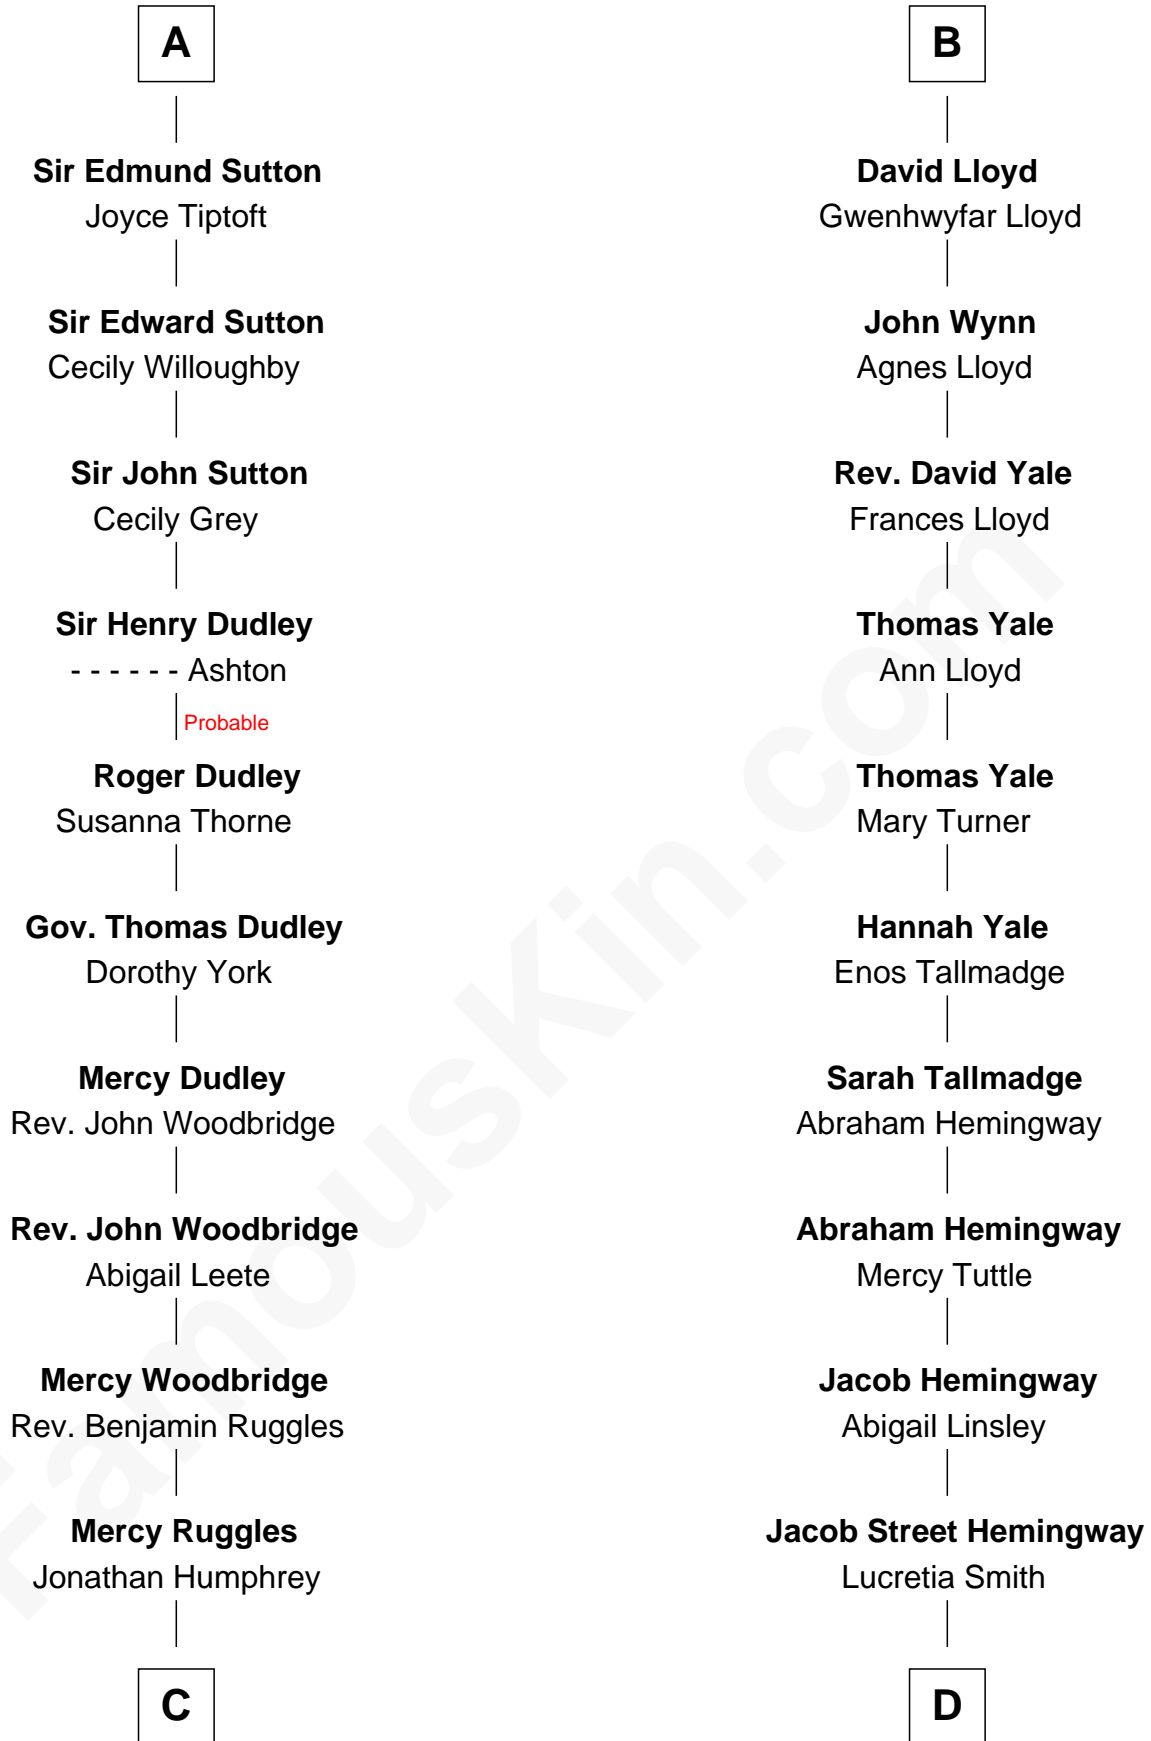 A
Sir Edmund Sutton
Joyce Tiptoft
Sir Edward Sutton
Cecily Willoughby
Sir John Sutton
Cecily Grey
Sir Henry Dudley
- - - - - - Ashton
Probable
Roger Dudley
Susanna Thorne
Gov. Thomas Dudley
Dorothy York
Mercy Dudley
Rev. John Woodbridge
Rev. John Woodbridge
Abigail Leete
Mercy Woodbridge
Rev. Benjamin Ruggles
Mercy Ruggles
Jonathan Humphrey
C
B
David Lloyd
Gwenhwyfar Lloyd
John Wynn
Agnes Lloyd
Rev. David Yale
Frances Lloyd
Thomas Yale
Ann Lloyd
Thomas Yale
Mary Turner
Hannah Yale
Enos Tallmadge
Sarah Tallmadge
Abraham Hemingway
Abraham Hemingway
Mercy Tuttle
Jacob Hemingway
Abigail Linsley
Jacob Street Hemingway
Lucretia Smith
D
FamousKin.com